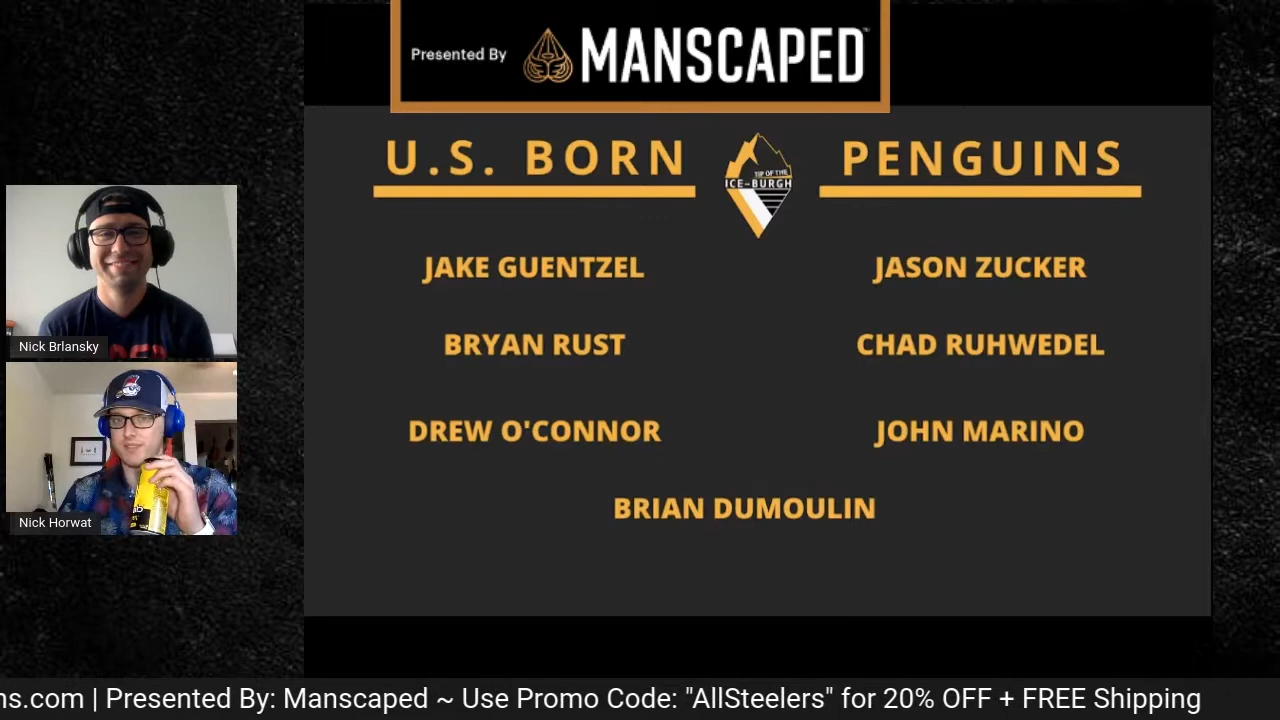 Presented By MANSCAPED
U.S. BORN PENGUINS
TIP OF THE
ICE-BURGH
JAKE GUENTZEL JASON ZUCKER
BRYAN RUST CHAD RUHWEDEL
DREW O'CONNOR JOHN MARINO
BRIAN DUMOULIN
Nick Brlansky
Nick Horwat
ns.com | Presented By: Manscaped ~ Use Promo Code: "AllSteelers" for 20% OFF + FREE Shipping